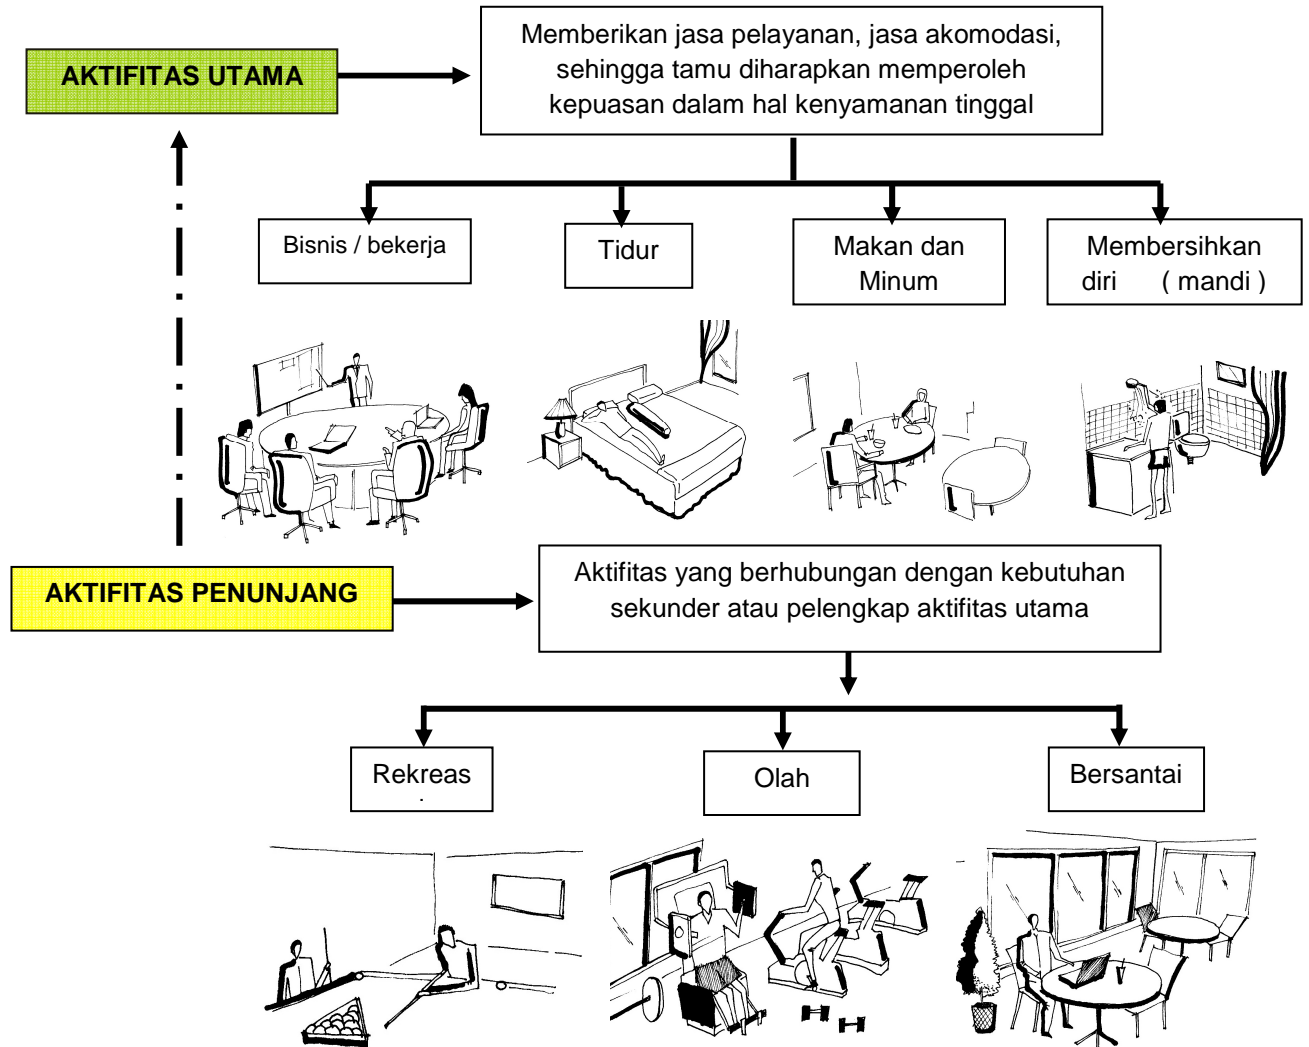 AKTIFITAS UTAMA
Memberikan jasa pelayanan, jasa akomodasi,
sehingga tamu diharapkan memperoleh
kepuasan dalam hal kenyamanan tinggal
Bisnis / bekerja
Tidur
Makan dan
Minum
Membersihkan
diri ( mandi )
AKTIFITAS PENUNJANG
Aktifitas yang berhubungan dengan kebutuhan
sekunder atau pelengkap aktifitas utama
Rekreas
Olah
Bersantai